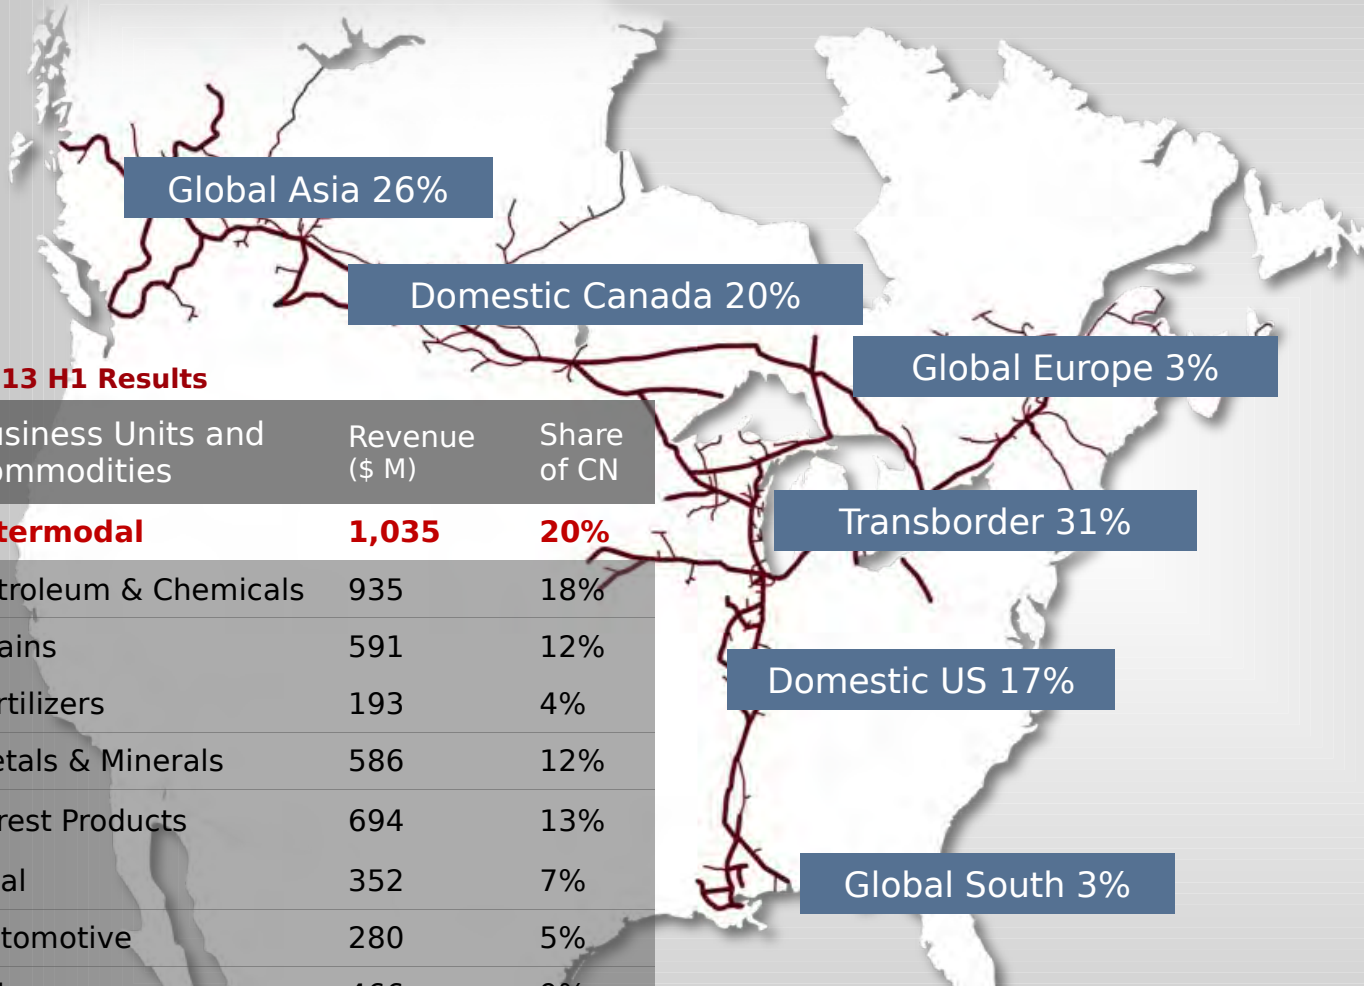 Global Asia 26%
Domestic Canada 20%
Global Europe 3%
Transborder 31%
Domestic US 17%
Global South 3%
13 H1 Results
usiness Units and
ommodities
Revenue
($ M)
Share
of CN
termodal 1,035 20%
troleum & Chemicals 935 18%
ains 591 12%
rtilizers 193 4%
etals & Minerals 586 12%
rest Products 694 13%
al 352 7%
tomotive 280 5%